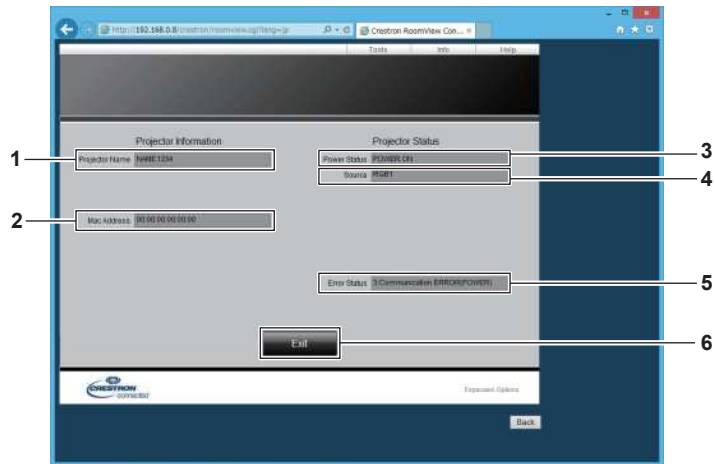 http://192.168.0.8/crestron/roomview.cgi?lang=jp
Crestron RoomView Con...
Tools Info Help
Projector Information
Projector Status
1 Projector Name NAME1234
Power Status POWER ON 3
Source RGB1 4
2 Mac Address 00:00:00:00:00:00
Error Status 3:Communication ERROR(POWER) 5
Exit 6
CRESTRON
connected
Expansion Options
Back